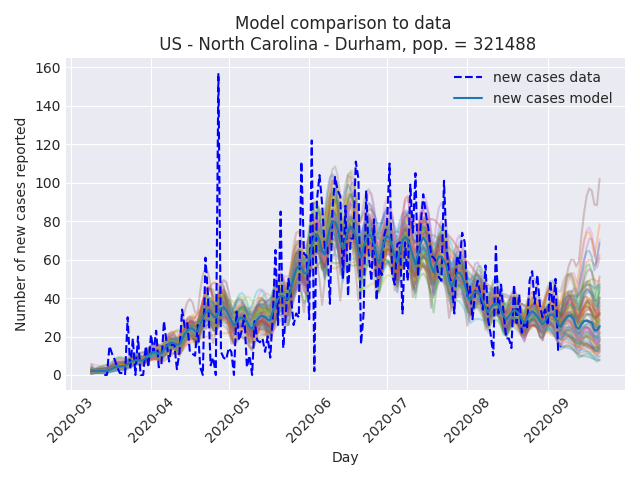 Model comparison to data
US - North Carolina - Durham, pop. = 321488
new cases data
new cases model
Number of new cases reported
160
140
120
100
80
60
40
20
0
2020-03
2020-04
2020-05
2020-06
2020-07
2020-08
2020-09
Day